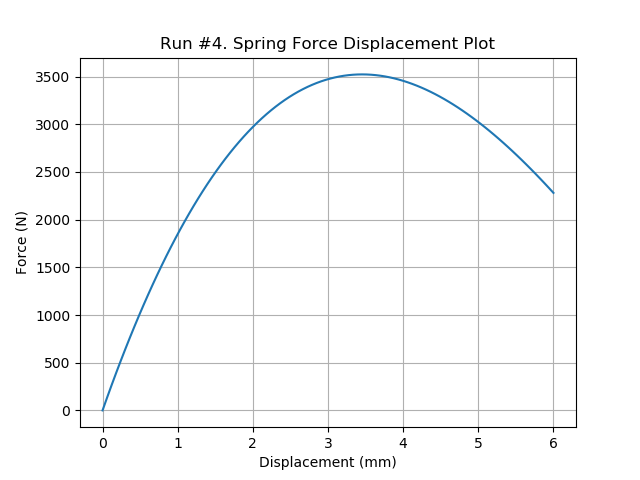 Run #4. Spring Force Displacement Plot
Force (N)
3500
3000
2500
2000
1500
1000
500
0
0 1 2 3 4 5 6
Displacement (mm)